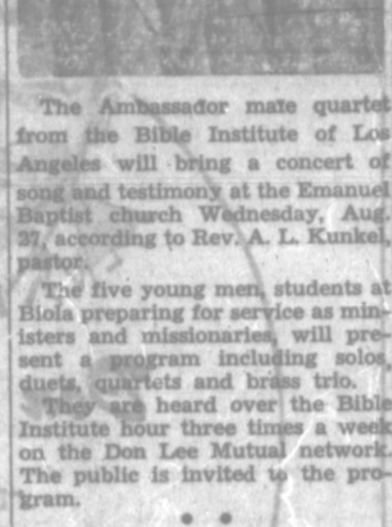 The Ambassador male quartet
from the Bible Institute of Los
Angeles will bring a concert of
song and testimony at the Emanuel
Baptist church Wednesday, Aug.
27, according to Rev. A. L. Kunkel,
pastor.
The five young men, students at
Biola preparing for service as min-
isters and missionaries, will pre-
sent a program including solos,
duets, quartets and brass trio.
They are heard over the Bible
Institute hour three times a week
on the Don Lee Mutual network.
The public is invited to the pro-
gram.